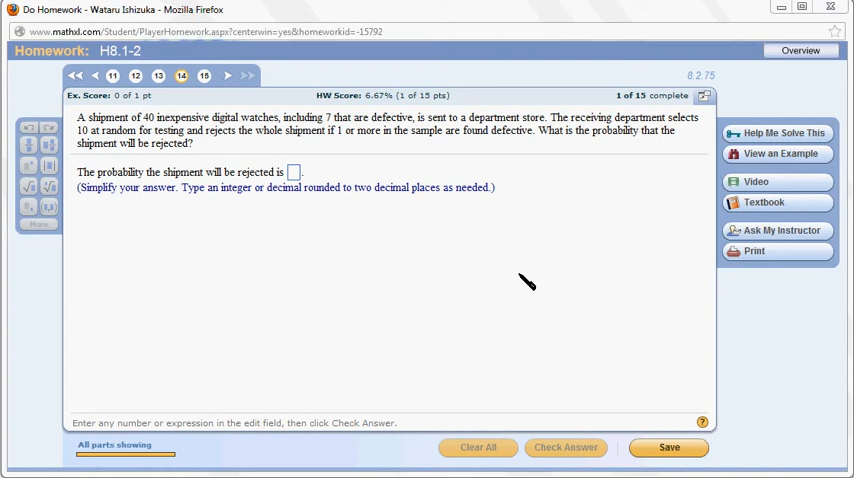 Do Homework - Wataru Ishizuka - Mozilla Firefox
www.mathxl.com/Student/PlayerHomework.aspx?centerwin=yes&homeworkid=-15792
Homework: H8.1-2
Overview
11 12 13 14 15
8.2.75
Ex. Score: 0 of 1 pt
HW Score: 6.67% (1 of 15 pts)
1 of 15 complete
A shipment of 40 inexpensive digital watches, including 7 that are defective, is sent to a department store. The receiving department selects
10 at random for testing and rejects the whole shipment if 1 or more in the sample are found defective. What is the probability that the
shipment will be rejected?
The probability the shipment will be rejected is .
(Simplify your answer. Type an integer or decimal rounded to two decimal places as needed.)
More
Help Me Solve This
View an Example
Video
Textbook
Ask My Instructor
Print
Enter any number or expression in the edit field, then click Check Answer.
?
All parts showing
Clear All
Check Answer
Save